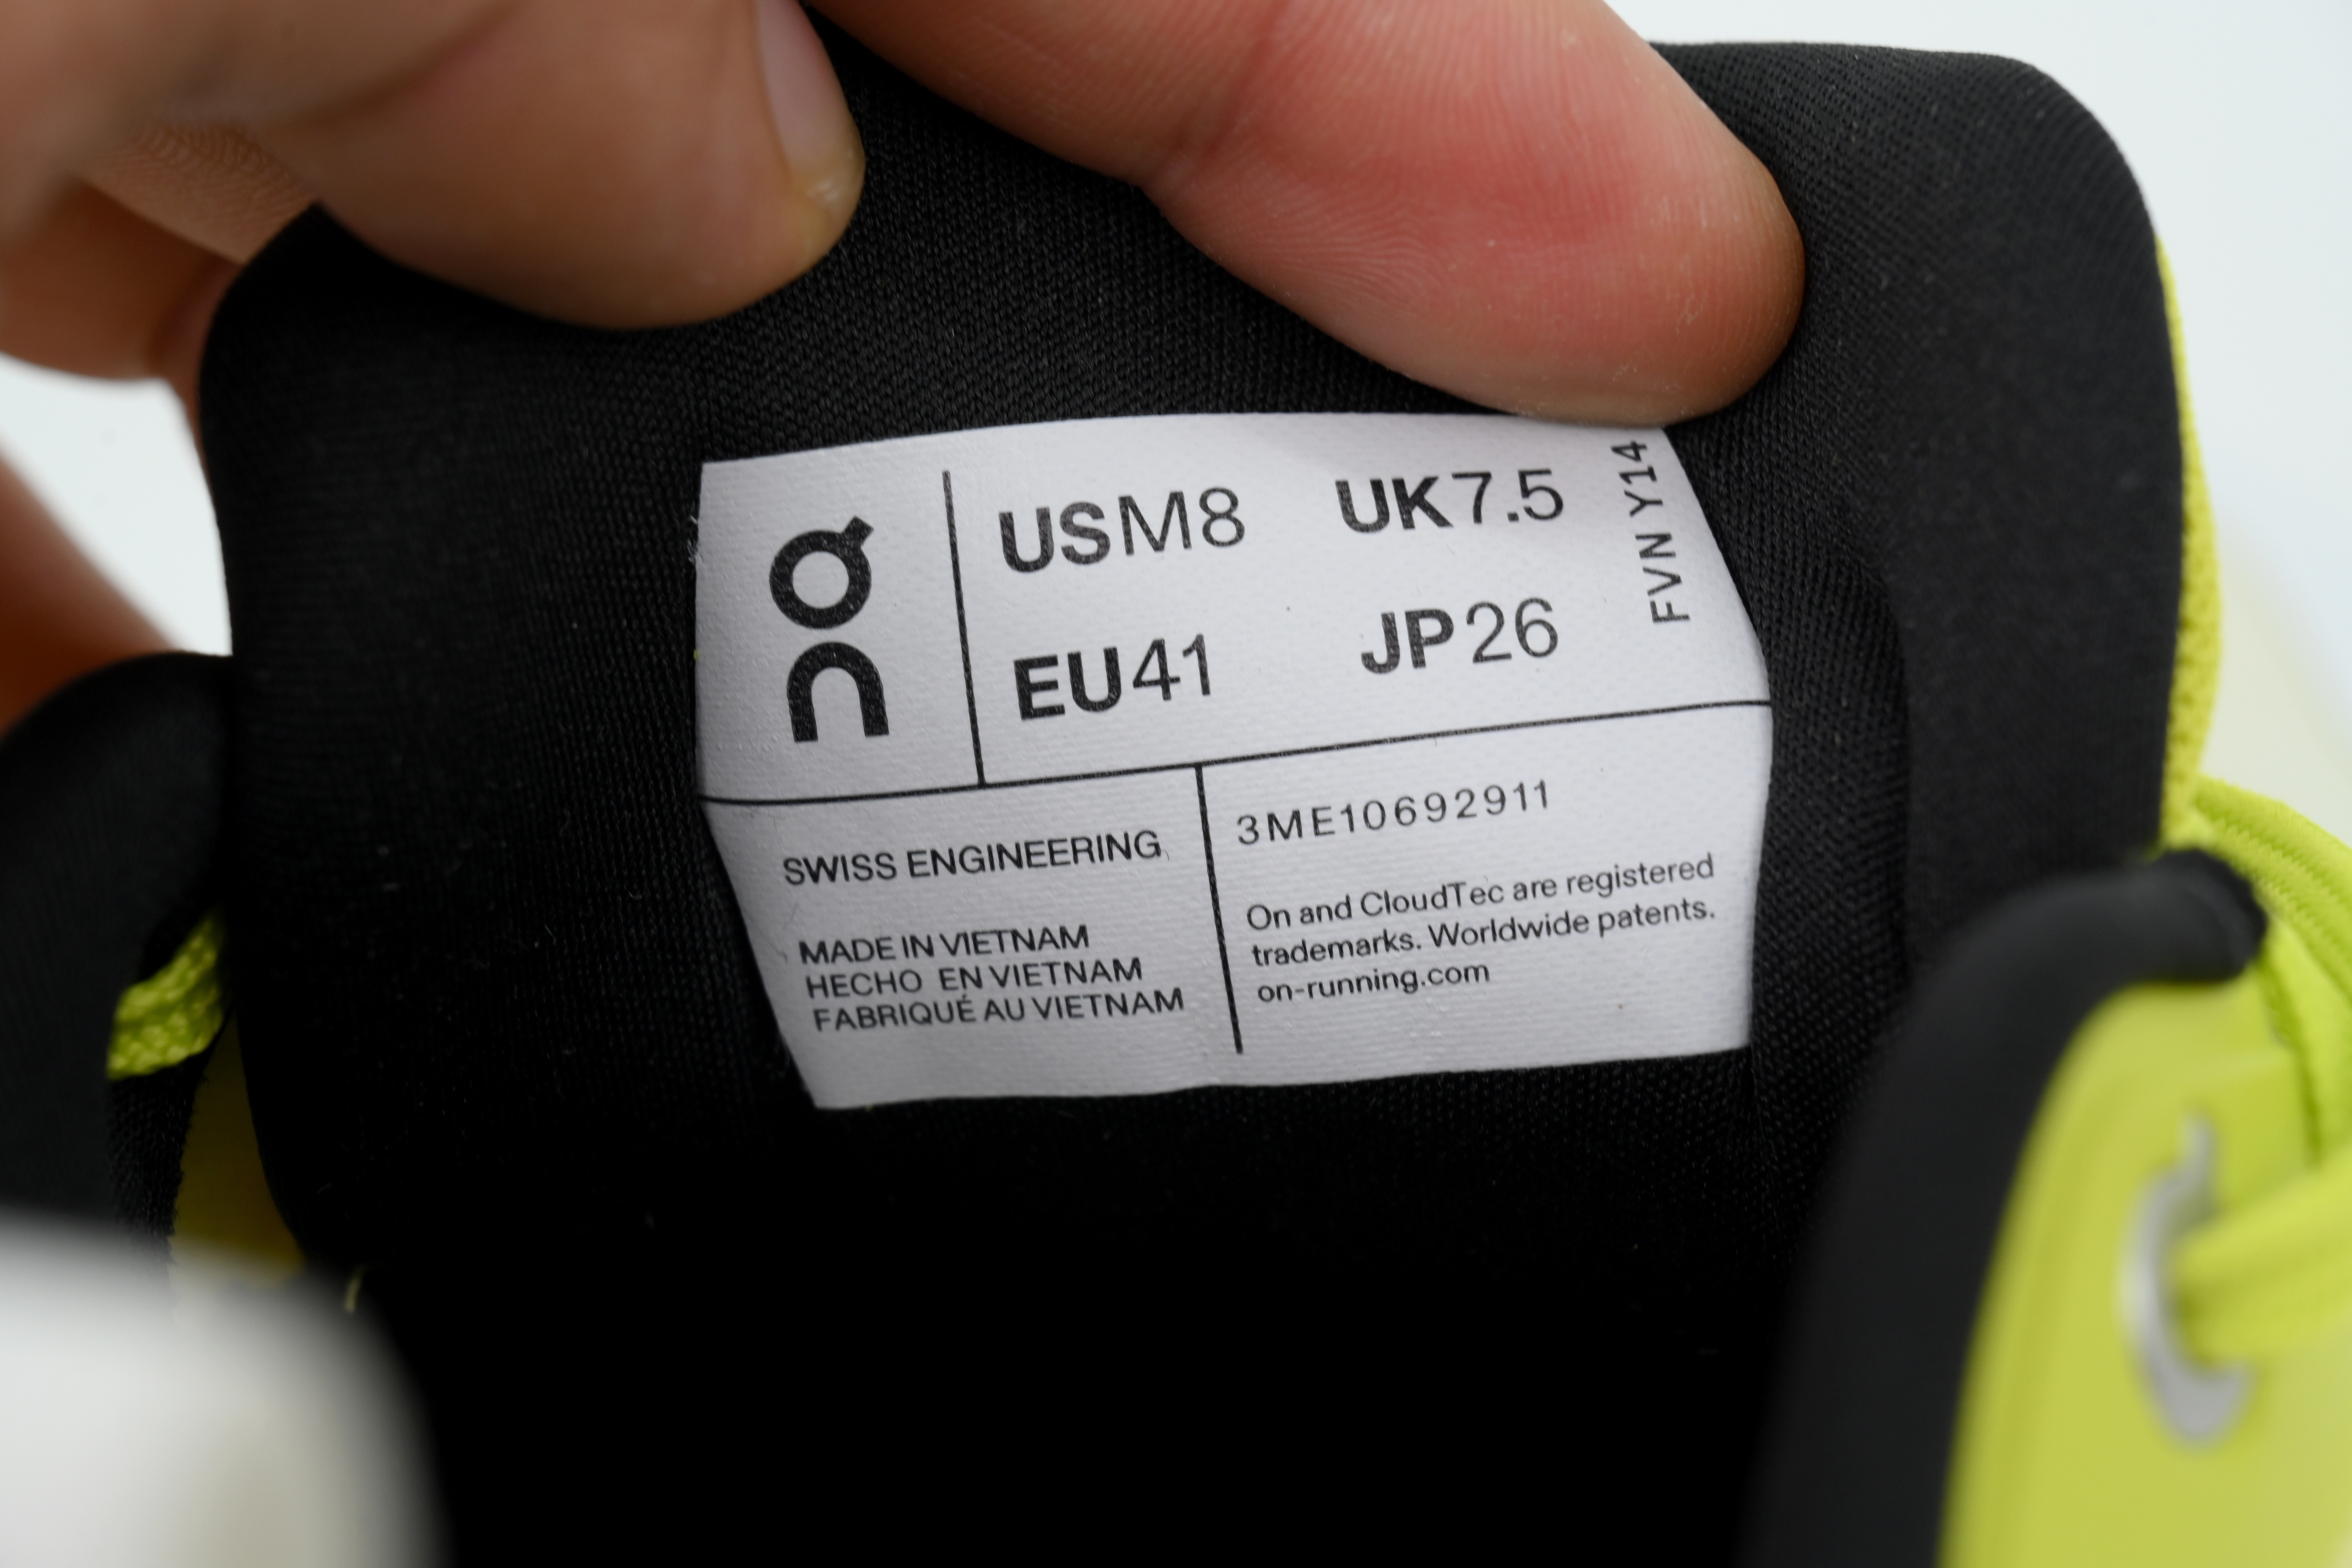 On
USM8 UK7.5
EU41 JP26
FVN Y14
SWISS ENGINEERING
MADE IN VIETNAM
HECHO EN VIETNAM
FABRIQUÉ AU VIETNAM
3ME10692911
On and CloudTec are registered
trademarks. Worldwide patents.
on-running.com